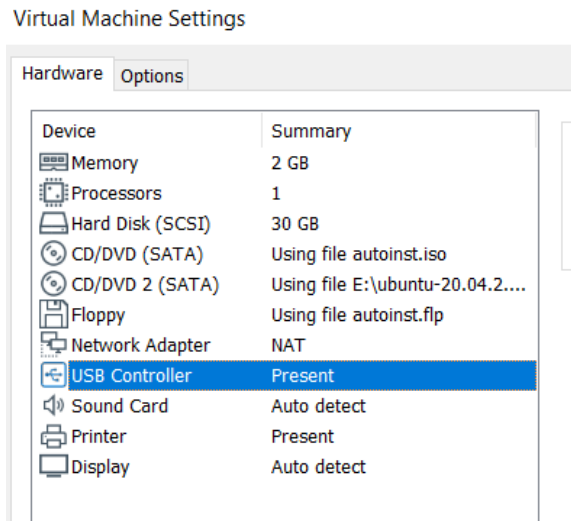 Virtual Machine Settings
Hardware Options
Device Summary
Memory 2 GB
Processors 1
Hard Disk (SCSI) 30 GB
CD/DVD (SATA) Using file autoinst.iso
CD/DVD 2 (SATA) Using file E:\ubuntu-20.04.2....
Floppy Using file autoinst.flp
Network Adapter NAT
USB Controller Present
Sound Card Auto detect
Printer Present
Display Auto detect